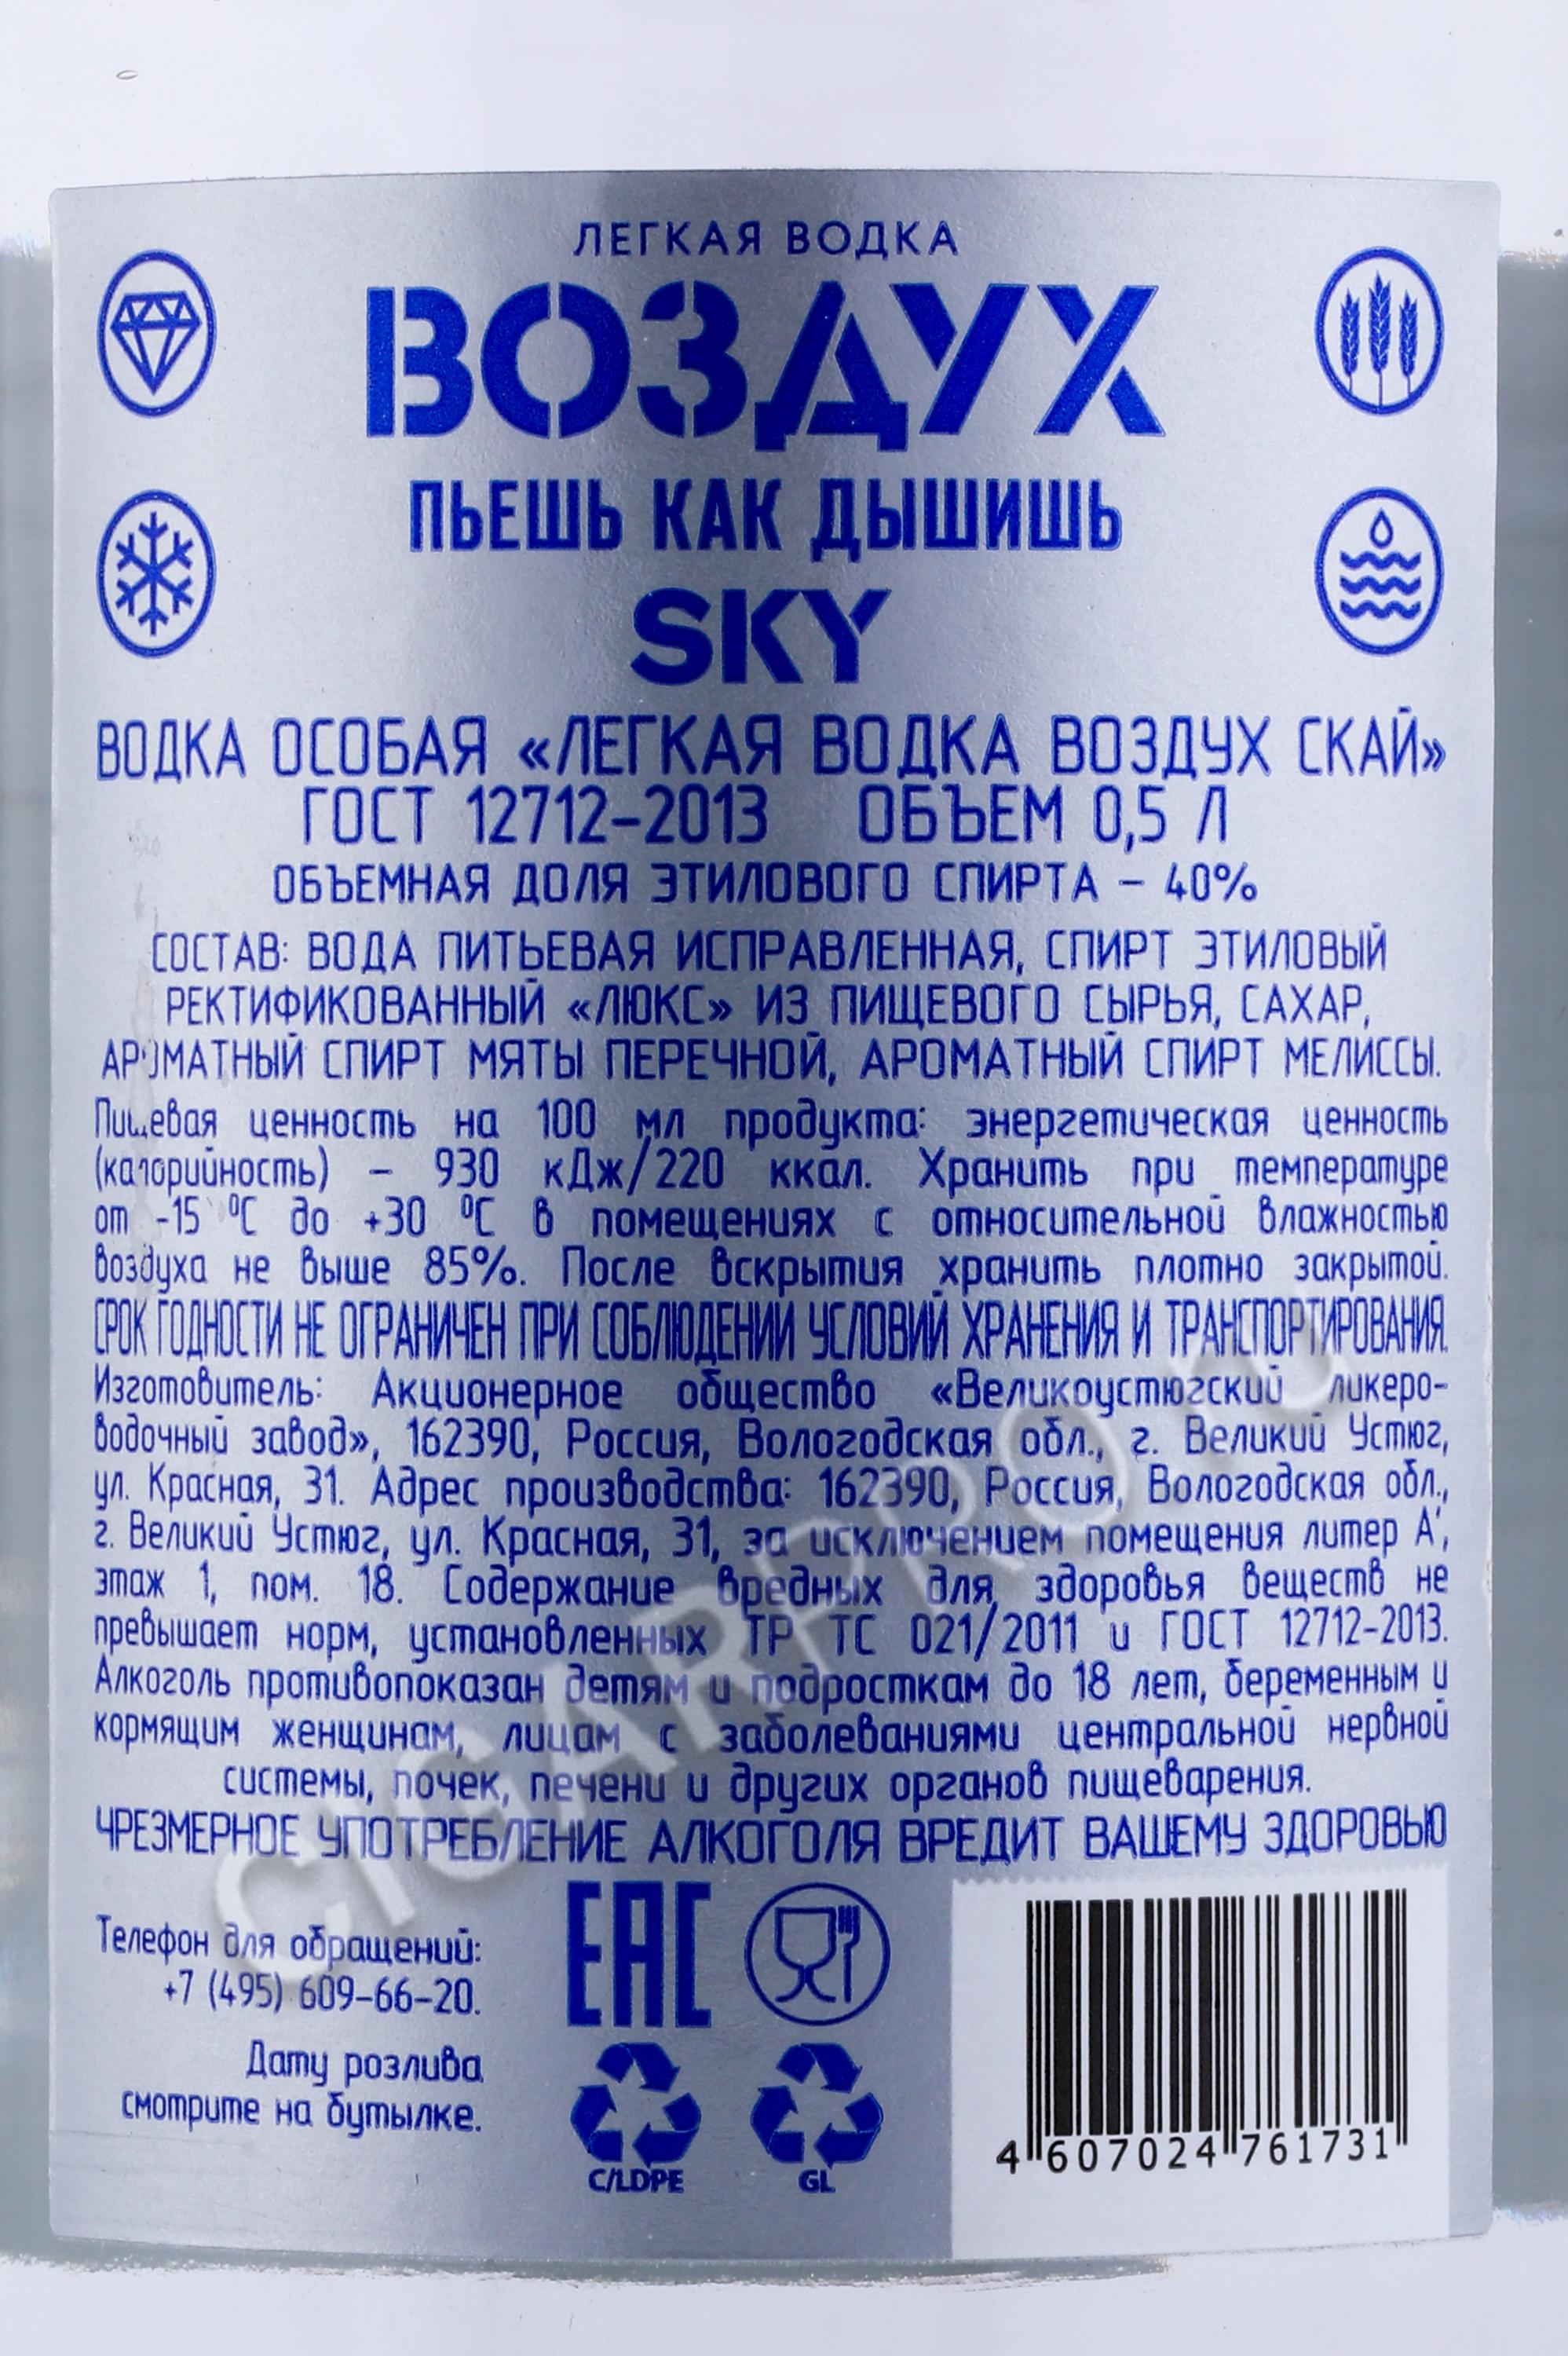 ЛЕГКАЯ ВОДКА
ВОЗДУХ
ПЬЕШЬ КАК ДЫШИШЬ
SKY
ВОДКА ОСОБАЯ «ЛЕГКАЯ ВОДКА ВОЗДУХ СКАЙ»
ГОСТ 12712-2013 ОБЪЕМ 0,5 Л
ОБЪЕМНАЯ ДОЛЯ ЭТИЛОВОГО СПИРТА – 40%
СОСТАВ: ВОДА ПИТЬЕВАЯ ИСПРАВЛЕННАЯ, СПИРТ ЭТИЛОВЫЙ
РЕКТИФИКОВАННЫЙ «ЛЮКС» ИЗ ПИЩЕВОГО СЫРЬЯ, САХАР,
АРОМАТНЫЙ СПИРТ МЯТЫ ПЕРЕЧНОЙ, АРОМАТНЫЙ СПИРТ МЕЛИССЫ.
Пищевая ценность на 100 мл продукта: энергетическая ценность
(калорийность) – 930 кДж/220 ккал. Хранить при температуре
от -15 °С до +30 °С в помещениях с относительной влажностью
воздуха не выше 85%. После вскрытия хранить плотно закрытой.
СРОК ГОДНОСТИ НЕ ОГРАНИЧЕН ПРИ СОБЛЮДЕНИИ УСЛОВИЙ ХРАНЕНИЯ И ТРАНСПОРТИРОВАНИЯ.
Изготовитель: Акционерное общество «Великоустюгский ликеро-
водочный завод», 162390, Россия, Вологодская обл., г. Великий Устюг,
ул. Красная, 31. Адрес производства: 162390, Россия, Вологодская обл.,
г. Великий Устюг, ул. Красная, 31, за исключением помещения литер А',
этаж 1, пом. 18. Содержание вредных для здоровья веществ не
превышает норм, установленных ТР ТС 021/2011 и ГОСТ 12712-2013.
Алкоголь противопоказан детям и подросткам до 18 лет, беременным и
кормящим женщинам, лицам с заболеваниями центральной нервной
системы, почек, печени и других органов пищеварения.
ЧРЕЗМЕРНОЕ УПОТРЕБЛЕНИЕ АЛКОГОЛЯ ВРЕДИТ ВАШЕМУ ЗДОРОВЬЮ
Телефон для обращений:
+7 (495) 609-66-20.
Дату розлива
смотрите на бутылке.
EAC
C/LDPE
GL
4 607024 761731
CIGARPRO.ru